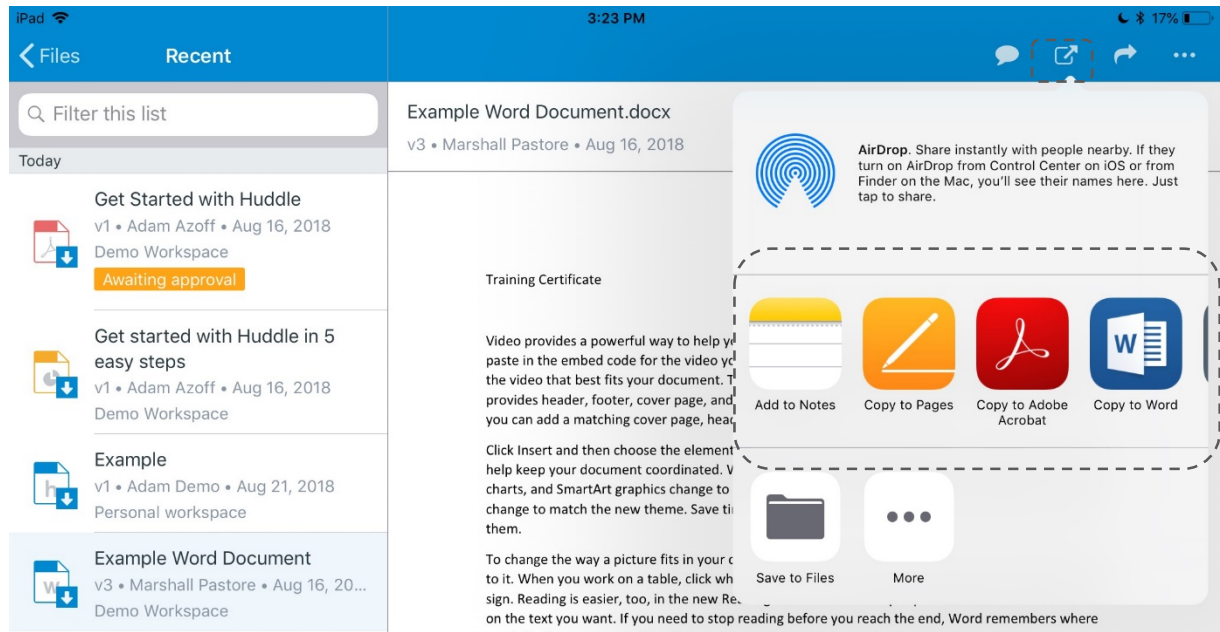 iPad
3:23 PM
17%
Files
Recent
Filter this list
Today
Get Started with Huddle
v1 • Adam Azoff • Aug 16, 2018
Demo Workspace
Awaiting approval
Get started with Huddle in 5
easy steps
v1 • Adam Azoff • Aug 16, 2018
Demo Workspace
Example
v1 • Adam Demo • Aug 21, 2018
Personal workspace
Example Word Document
v3 • Marshall Pastore • Aug 16, 20...
Demo Workspace
Example Word Document.docx
v3 • Marshall Pastore • Aug 16, 2018
Training Certificate
Video provides a powerful way to help
paste in the embed code for the video
the video that best fits your document.
provides header, footer, cover page, and
you can add a matching cover page,
Click Insert and then choose the element
help keep your document coordinated.
charts, and SmartArt graphics change to
change to match the new theme. Save
them.
To change the way a picture fits in your
to it. When you work on a table, click
sign. Reading is easier, too, in the new
on the text you want. If you need to stop reading before you reach the end, Word remembers where
AirDrop. Share instantly with people nearby. If they
turn on AirDrop from Control Center on iOS or from
Finder on the Mac, you'll see their names here. Just
tap to share.
W
Add to Notes
Copy to Pages
Copy to Adobe
Acrobat
Copy to Word
Save to Files
More